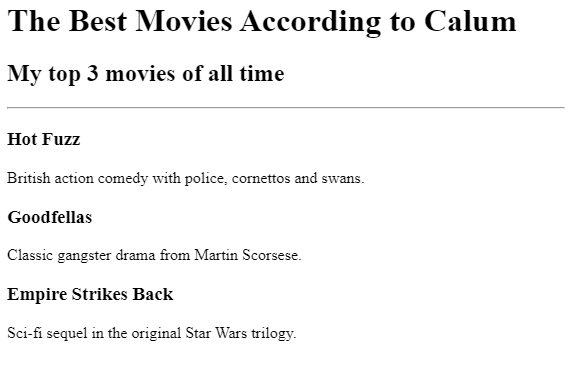 The Best Movies According to Calum
My top 3 movies of all time
Hot Fuzz
British action comedy with police, cornettos and swans.
Goodfellas
Classic gangster drama from Martin Scorsese.
Empire Strikes Back
Sci-fi sequel in the original Star Wars trilogy.